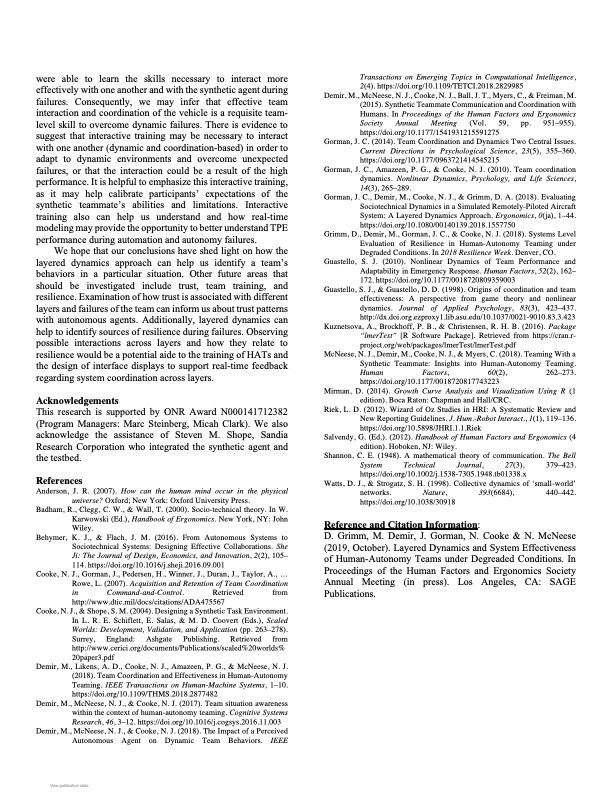 were able to learn the skills necessary to interact more
effectively with one another and with the synthetic agent during
failures. Consequently, we may infer that effective team
interaction and coordination of the vehicle is a requisite team-
level skill to overcome dynamic failures. There is evidence to
suggest that interactive training may be necessary to interact
with one another (dynamic and coordination-based) in order to
adapt to dynamic environments and overcome unexpected
failures, or that the interaction could be a result of the high
performance. It is helpful to emphasize this interactive training,
as it may help calibrate participants' expectations of the
synthetic teammate's abilities and limitations. Interactive
training also can help us understand and how real-time
modeling may provide the opportunity to better understand TPE
performance during automation and autonomy failures.
We hope that our conclusions have shed light on how the
layered dynamics approach can help us identify a team's
behaviors in a particular situation. Other future areas that
should be investigated include trust, team training, and
resilience. Examination of how trust is associated with different
layers and failures of the team can inform us about trust patterns
with autonomous agents. Additionally, layered dynamics can
help to identify sources of resilience during failures. Observing
possible interactions across layers and how they relate to
resilience would be a potential aide to the training of HATs and
the design of interface displays to support real-time feedback
regarding system coordination across layers.
Acknowledgements
This research is supported by ONR Award N000141712382
(Program Managers: Marc Steinberg, Micah Clark). We also
acknowledge the assistance of Steven M. Shope, Sandia
Research Corporation who integrated the synthetic agent and
the testbed.
References
Anderson, J. R. (2007). How can the human mind occur in the physical
universe? Oxford; New York: Oxford University Press.
Badham, R., Clegg, C. W., & Wall, T. (2000). Socio-technical theory. In W.
Karwowski (Ed.), Handbook of Ergonomics. New York, NY: John
Wiley.
Behymer, K. J., & Flach, J. M. (2016). From Autonomous Systems to
Sociotechnical Systems: Designing Effective Collaborations. She
Ji: The Journal of Design, Economics, and Innovation, 2(2), 105–
114. https://doi.org/10.1016/j.sheji.2016.09.001
Cooke, N. J., Gorman, J., Pedersen, H., Winner, J., Duran, J., Taylor, A., …
Rowe, L. (2007). Acquisition and Retention of Team Coordination
in Command-and-Control. Retrieved from
http://www.dtic.mil/docs/citations/ADA475567
Cooke, N. J., & Shope, S. M. (2004). Designing a Synthetic Task Environment.
In L. R. E. Schiflett, E. Salas, & M. D. Coovert (Eds.), Scaled
Worlds: Development, Validation, and Application (pp. 263–278).
Surrey, England: Ashgate Publishing. Retrieved from
http://www.cerici.org/documents/Publications/scaled%20worlds%
20paper3.pdf
Demir, M., Likens, A. D., Cooke, N. J., Amazeen, P. G., & McNeese, N. J.
(2018). Team Coordination and Effectiveness in Human-Autonomy
Teaming. IEEE Transactions on Human-Machine Systems, 1–10.
https://doi.org/10.1109/THMS.2018.2877482
Demir, M., McNeese, N. J., & Cooke, N. J. (2017). Team situation awareness
within the context of human-autonomy teaming. Cognitive Systems
Research, 46, 3–12. https://doi.org/10.1016/j.cogsys.2016.11.003
Demir, M., McNeese, N. J., & Cooke, N. J. (2018). The Impact of a Perceived
Autonomous Agent on Dynamic Team Behaviors. IEEE
Transactions on Emerging Topics in Computational Intelligence,
2(4). https://doi.org/10.1109/TETCI.2018.2829985
Demir, M., McNeese, N. J., Cooke, N. J., Ball, J. T., Myers, C., & Freiman, M.
(2015). Synthetic Teammate Communication and Coordination with
Humans. In Proceedings of the Human Factors and Ergonomics
Society Annual Meeting (Vol. 59, pp. 951–955).
https://doi.org/10.1177/1541931215591275
Gorman, J. C. (2014). Team Coordination and Dynamics Two Central Issues.
Current Directions in Psychological Science, 23(5), 355–360.
https://doi.org/10.1177/0963721414545215
Gorman, J. C., Amazeen, P. G., & Cooke, N. J. (2010). Team coordination
dynamics. Nonlinear Dynamics, Psychology, and Life Sciences,
14(3), 265–289.
Gorman, J. C., Demir, M., Cooke, N. J., & Grimm, D. A. (2018). Evaluating
Sociotechnical Dynamics in a Simulated Remotely-Piloted Aircraft
System: A Layered Dynamics Approach. Ergonomics, 0(ja), 1–44.
https://doi.org/10.1080/00140139.2018.1557750
Grimm, D., Demir, M., Gorman, J. C., & Cooke, N. J. (2018). Systems Level
Evaluation of Resilience in Human-Autonomy Teaming under
Degraded Conditions. In 2018 Resilience Week. Denver, CO.
Guastello, S. J. (2010). Nonlinear Dynamics of Team Performance and
Adaptability in Emergency Response. Human Factors, 52(2), 162–
172. https://doi.org/10.1177/0018720809359003
Guastello, S. J., & Guastello, D. D. (1998). Origins of coordination and team
effectiveness: A perspective from game theory and nonlinear
dynamics. Journal of Applied Psychology, 83(3), 423–437.
http://dx.doi.org.ezproxy1.lib.asu.edu/10.1037/0021-9010.83.3.423
Kuznetsova, A., Brockhoff, P. B., & Christensen, R. H. B. (2016). Package
"lmerTest" [R Software Package]. Retrieved from https://cran.r-
project.org/web/packages/lmerTest/lmerTest.pdf
McNeese, N. J., Demir, M., Cooke, N. J., & Myers, C. (2018). Teaming With a
Synthetic Teammate: Insights into Human-Autonomy Teaming.
Human Factors, 60(2), 262–273.
https://doi.org/10.1177/0018720817743223
Mirman, D. (2014). Growth Curve Analysis and Visualization Using R (1
edition). Boca Raton: Chapman and Hall/CRC.
Riek, L. D. (2012). Wizard of Oz Studies in HRI: A Systematic Review and
New Reporting Guidelines. J. Hum.-Robot Interact., 1(1), 119–136.
https://doi.org/10.5898/JHRI.1.1.Riek
Salvendy, G. (Ed.). (2012). Handbook of Human Factors and Ergonomics (4
edition). Hoboken, NJ: Wiley.
Shannon, C. E. (1948). A mathematical theory of communication. The Bell
System Technical Journal, 27(3), 379–423.
https://doi.org/10.1002/j.1538-7305.1948.tb01338.x
Watts, D. J., & Strogatz, S. H. (1998). Collective dynamics of 'small-world'
networks. Nature, 393(6684), 440–442.
https://doi.org/10.1038/30918
Reference and Citation Information:
D. Grimm, M. Demir, J. Gorman, N. Cooke & N. McNeese
(2019, October). Layered Dynamics and System Effectiveness
of Human-Autonomy Teams under Degraded Conditions. In
Proceedings of the Human Factors and Ergonomics Society
Annual Meeting (in press). Los Angeles, CA: SAGE
Publications.
View publication stats